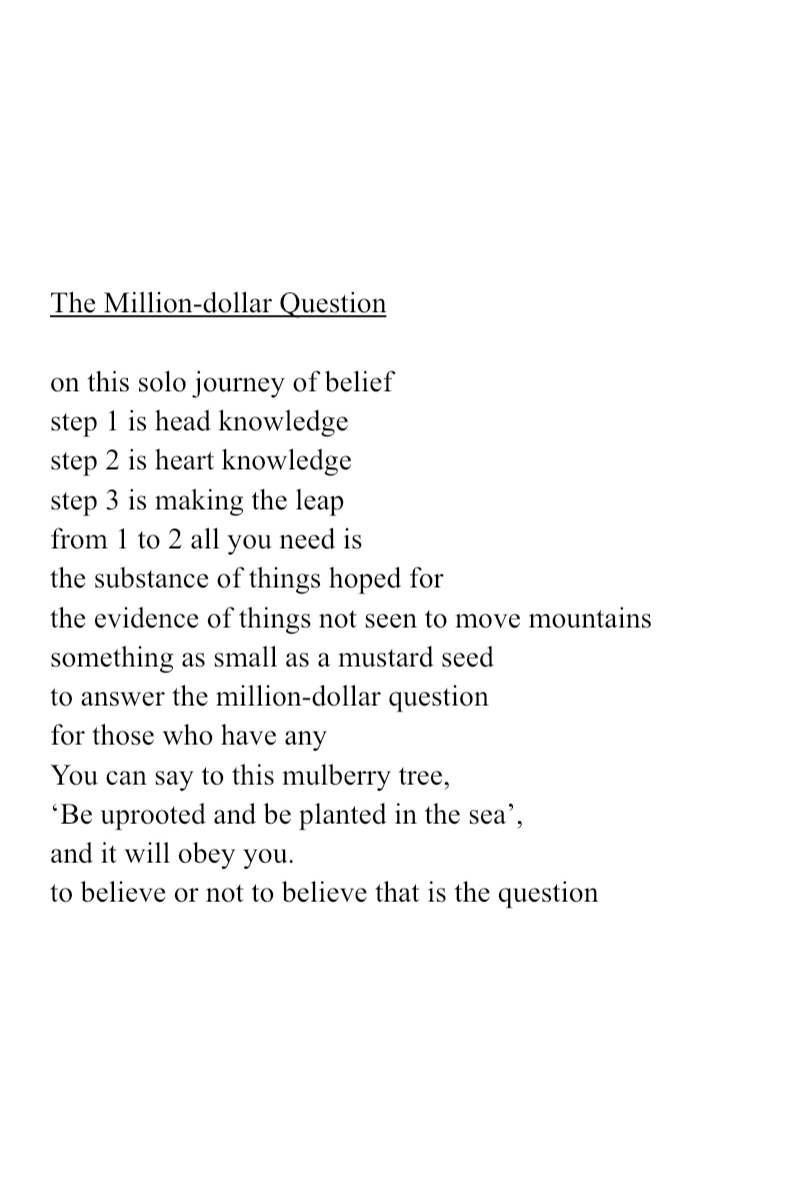 The Million-dollar Question
on this solo journey of belief
step 1 is head knowledge
step 2 is heart knowledge
step 3 is making the leap
from 1 to 2 all you need is
the substance of things hoped for
the evidence of things not seen to move mountains
something as small as a mustard seed
to answer the million-dollar question
for those who have any
You can say to this mulberry tree,
‘Be uprooted and be planted in the sea’,
and it will obey you.
to believe or not to believe that is the question